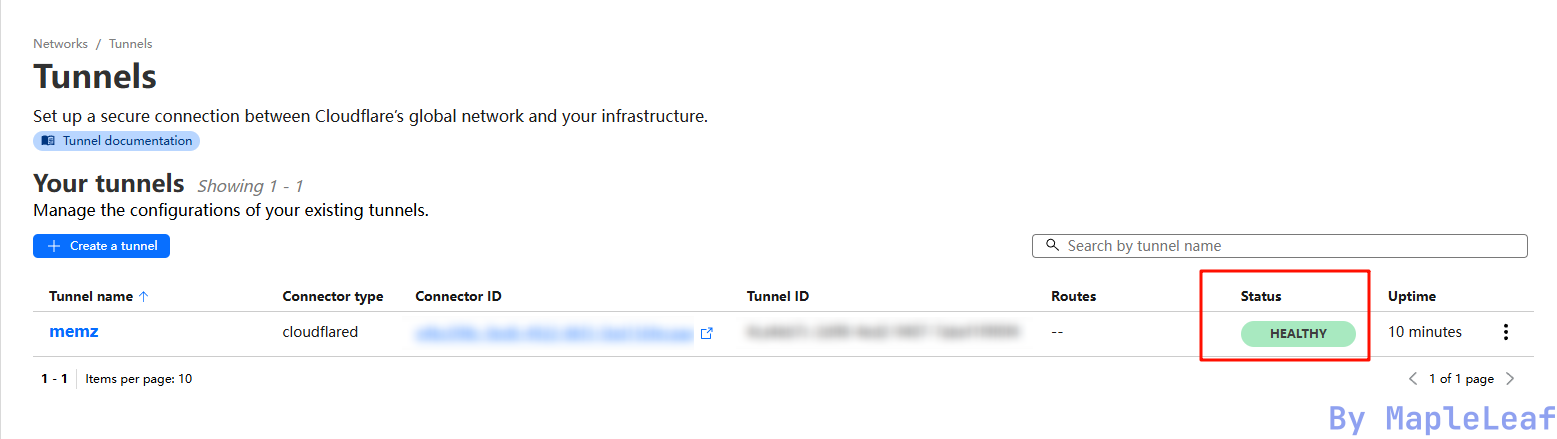 Networks / Tunnels
Tunnels
Set up a secure connection between Cloudflare's global network and your infrastructure.
Tunnel documentation
Your tunnels Showing 1 - 1
Manage the configurations of your existing tunnels.
Create a tunnel
Search by tunnel name
Tunnel name ↑ Connector type Connector ID Tunnel ID Routes Status Uptime
memz cloudflared -- HEALTHY 10 minutes
1 - 1 Items per page: 10 1 of 1 page
By MapleLeaf